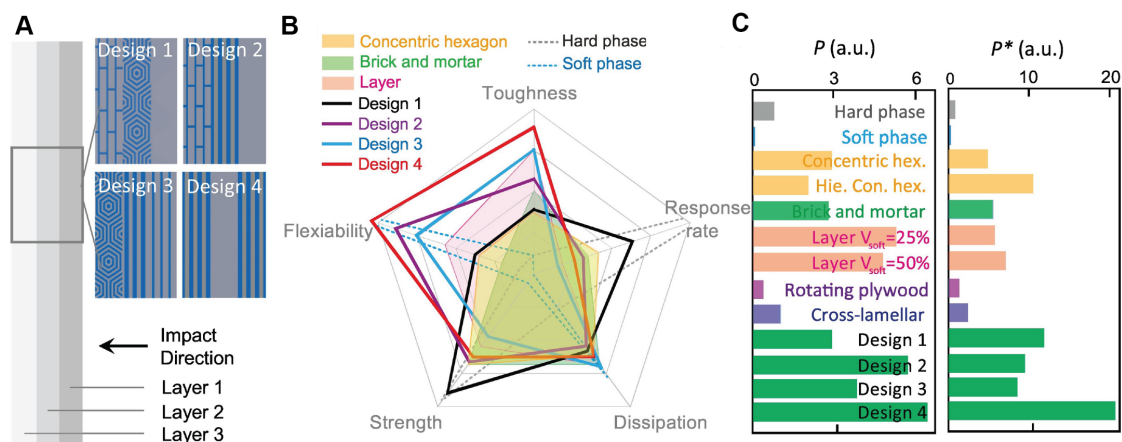 A
Design 1
Design 2
Design 3
Design 4
Impact
Direction
Layer 1
Layer 2
Layer 3
B
Concentric hexagon
Brick and mortar
Layer
Design 1
Design 2
Design 3
Design 4
Hard phase
Soft phase
Toughness
Response
rate
Flexiability
Strength
Dissipation
C
P (a.u.)
P* (a.u.)
0 3 6
0 10 20
Hard phase
Soft phase
Concentric hex.
Hie. Con. hex.
Brick and mortar
Layer Vsoft=25%
Layer Vsoft=50%
Rotating plywood
Cross-lamellar
Design 1
Design 2
Design 3
Design 4